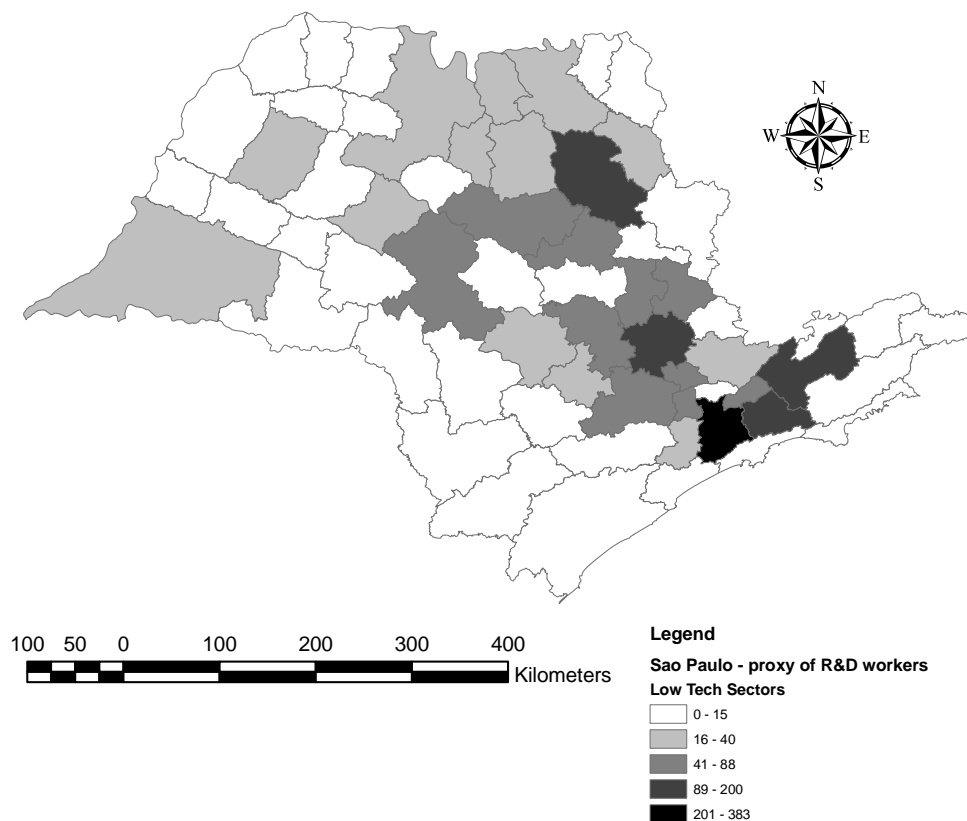 N
W E
S
100 50 0 100 200 300 400
Kilometers
Legend
Sao Paulo - proxy of R&D workers
Low Tech Sectors
0 - 15
16 - 40
41 - 88
89 - 200
201 - 383